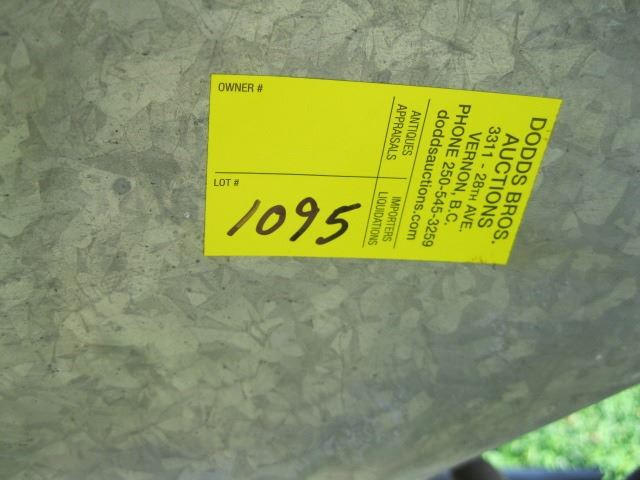 OWNER #
LOT #
1095
DODDS BROS.
AUCTIONS
3311 - 28TH AVE.
VERNON, B.C.
PHONE 250-545-3259
doddsauctions.com
ANTIQUES
APPRAISALS
IMPORTERS
LIQUIDATIONS